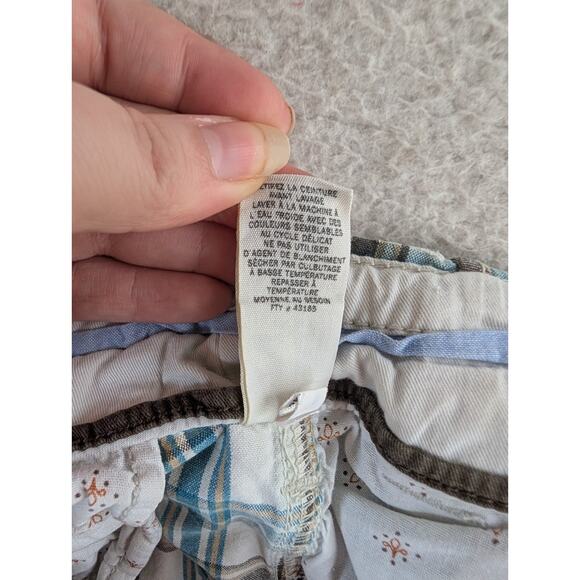 RETIREZ LA CEINTURE
AVANT LAVAGE
LAVER À LA MACHINE À
L'EAU FROIDE AVEC DES
COULEURS SEMBLABLES
AU CYCLE DÉLICAT
NE PAS UTILISER
D'AGENT DE BLANCHIMENT
SÉCHER PAR CULBUTAGE
À BASSE TEMPÉRATURE
REPASSER À
TEMPÉRATURE
MOYENNE, AU BESOIN
FTY # 43185